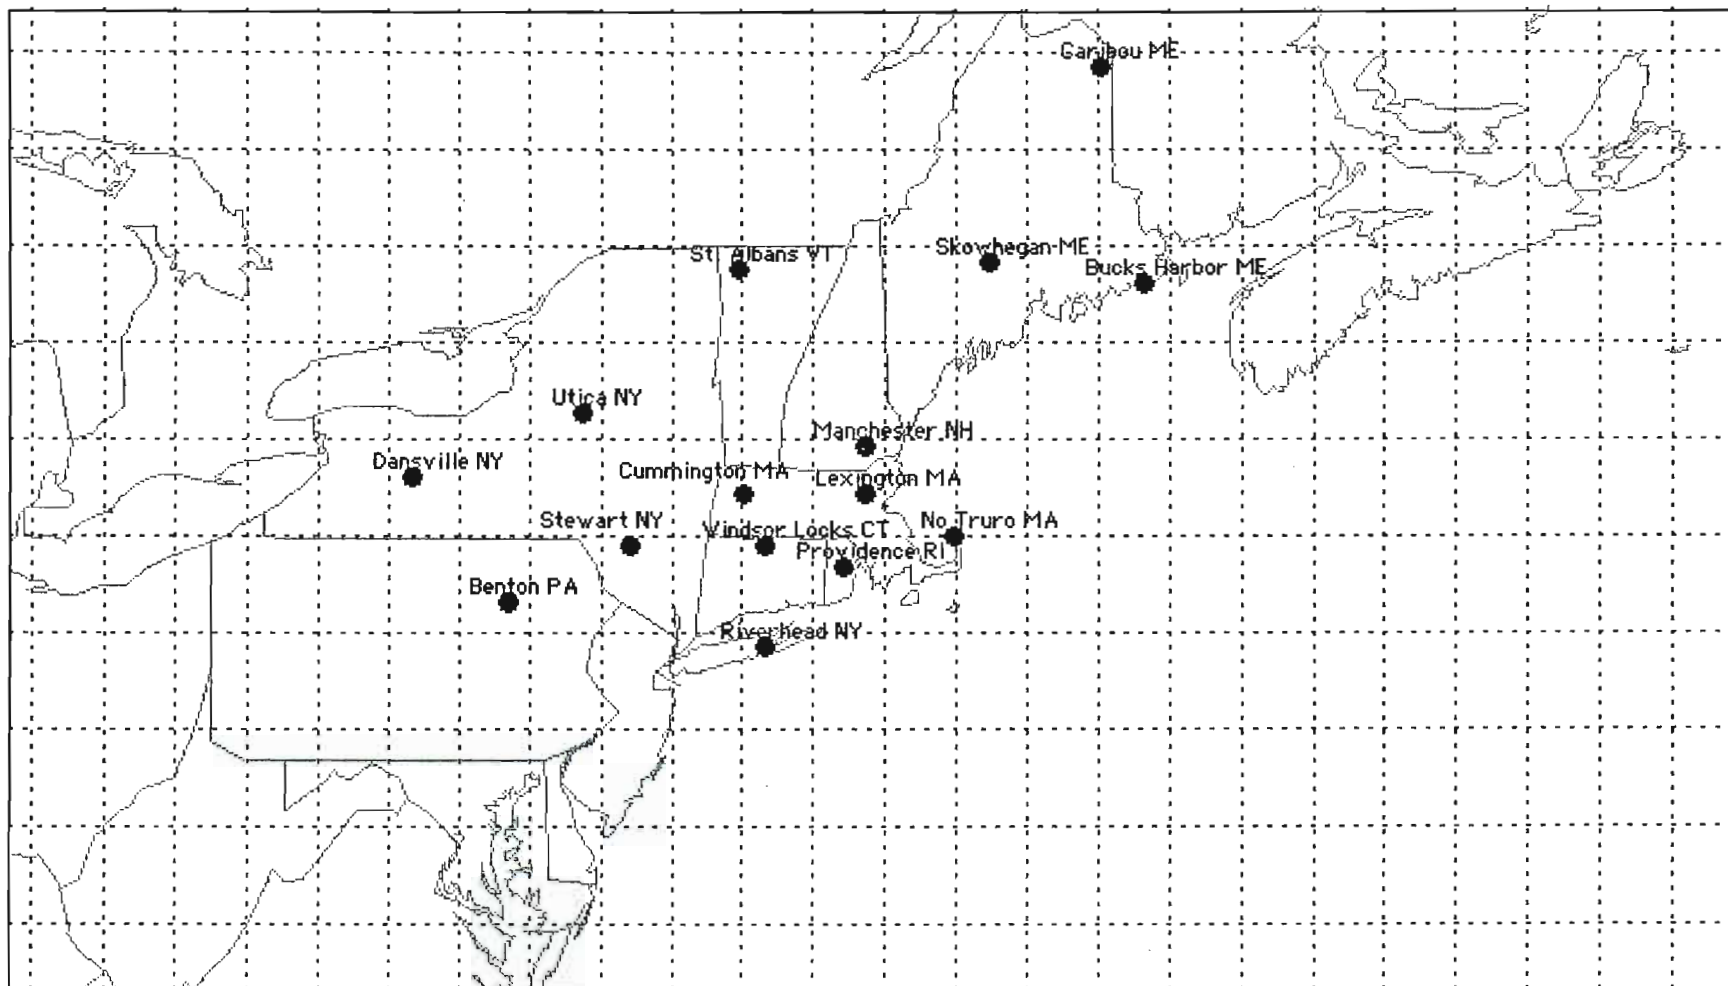 Caribou ME
Skowhegan ME
St. Albans VT
Bucks Harbor ME
Utica NY
Manchester NH
Dansville NY
Cummington MA
Lexington MA
Stewart NY
Windsor Locks CT
No Truro MA
Providence RI
Benton PA
Riverhead NY